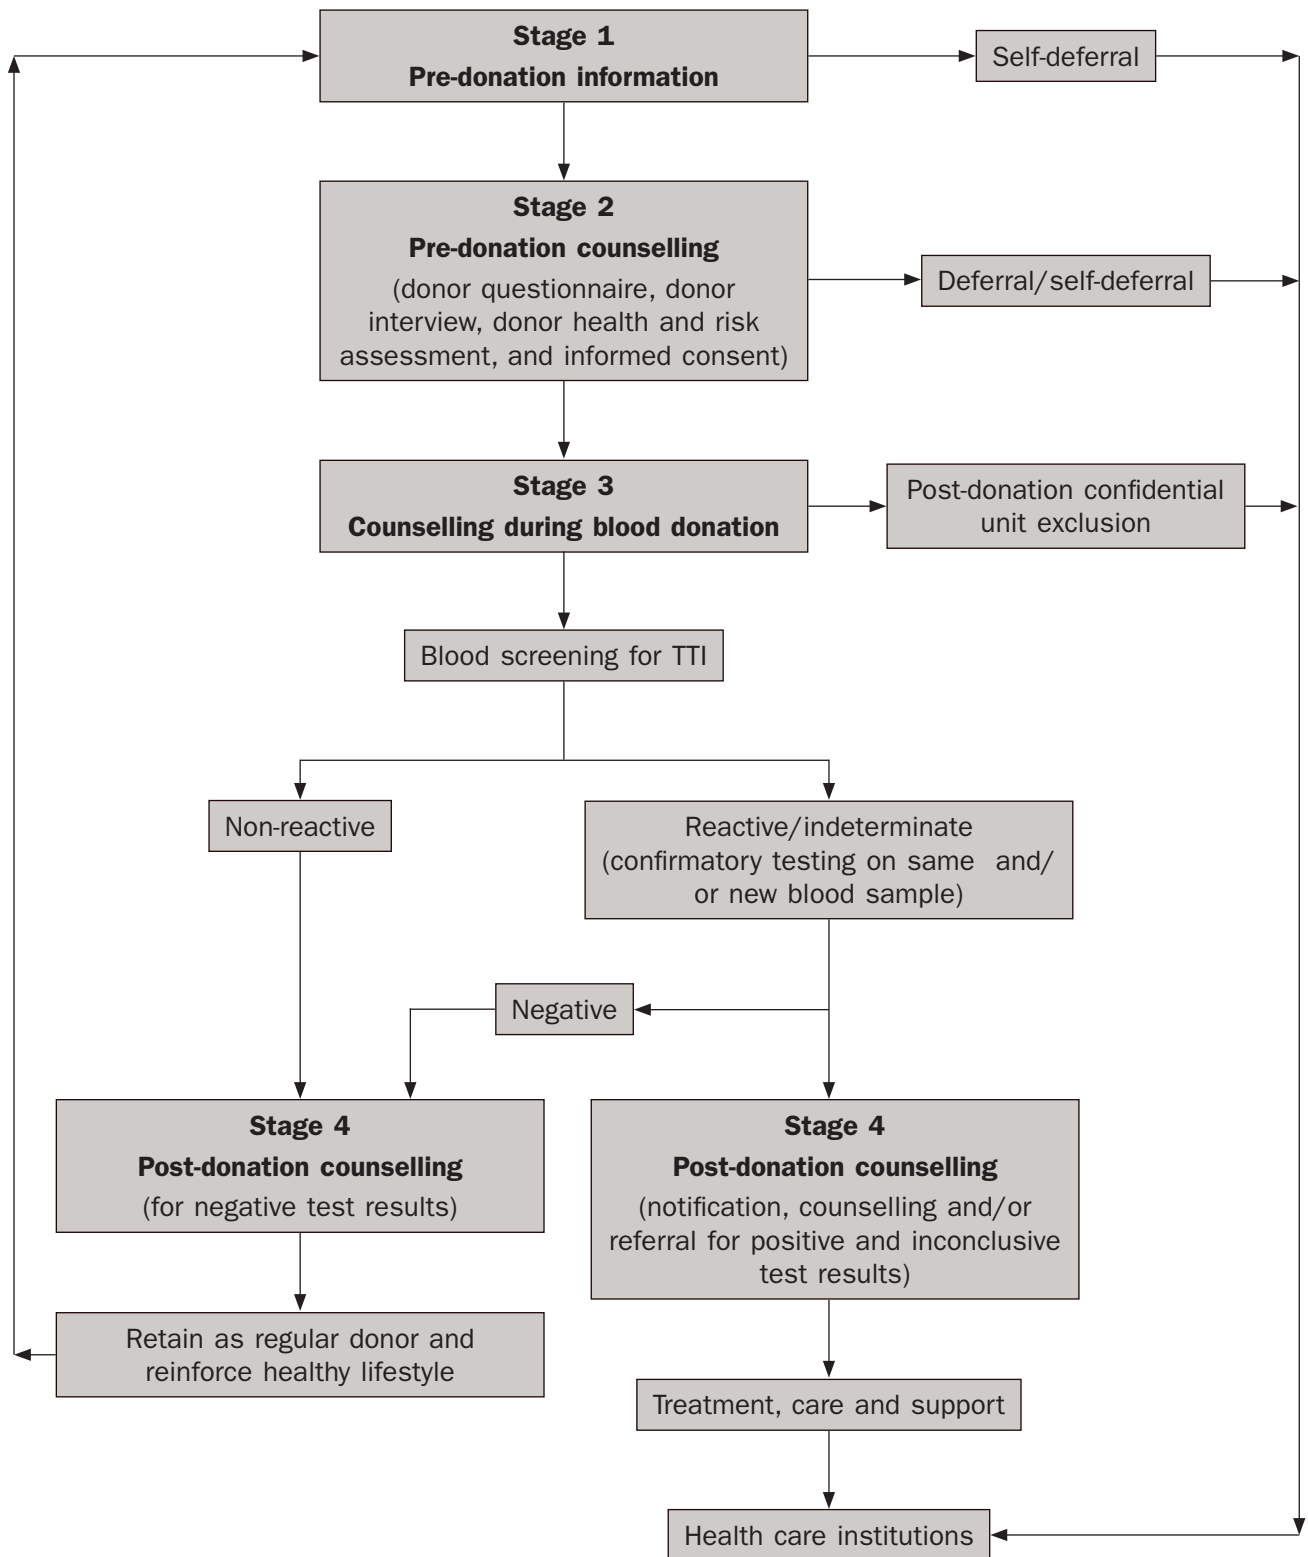 Stage 1
Pre-donation information
Self-deferral
Stage 2
Pre-donation counselling
(donor questionnaire, donor
interview, donor health and risk
assessment, and informed consent)
Deferral/self-deferral
Stage 3
Counselling during blood donation
Post-donation confidential
unit exclusion
Blood screening for TTI
Non-reactive
Reactive/indeterminate
(confirmatory testing on same and/
or new blood sample)
Negative
Stage 4
Post-donation counselling
(for negative test results)
Stage 4
Post-donation counselling
(notification, counselling and/or
referral for positive and inconclusive
test results)
Retain as regular donor and
reinforce healthy lifestyle
Treatment, care and support
Health care institutions